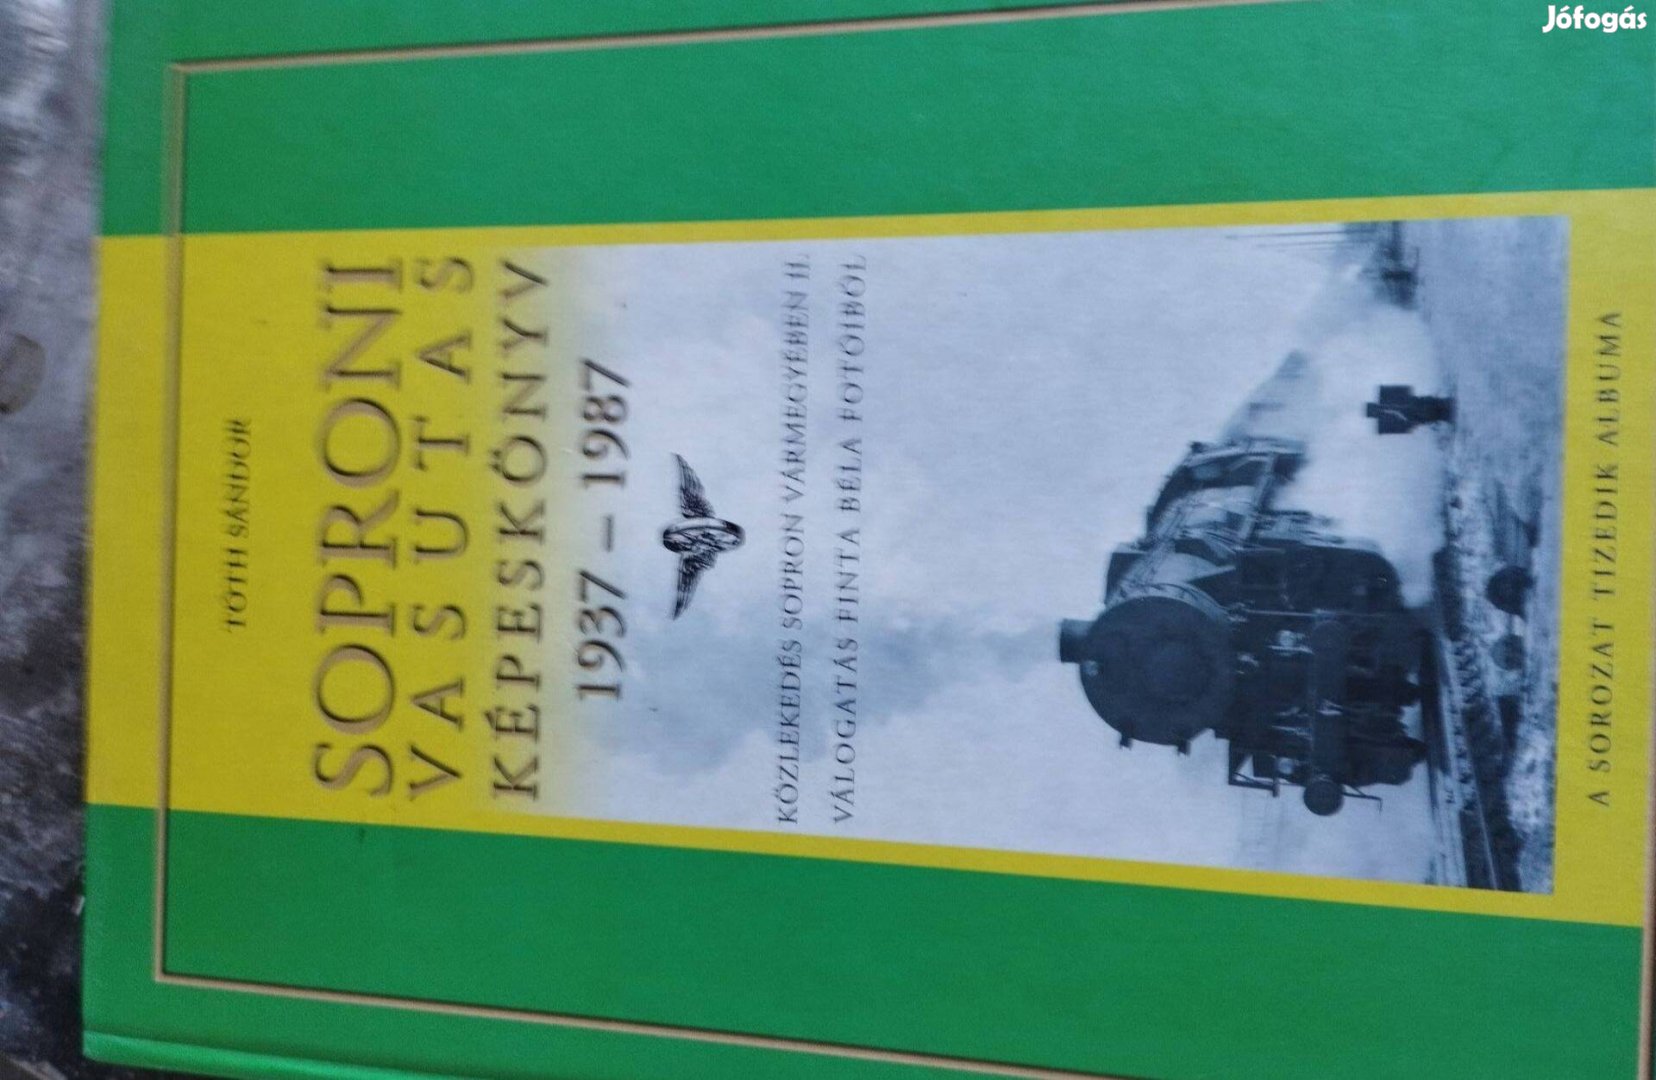 Jófogás
TÓTH SÁNDOR
SOPRONI
VASUTAS
KÉPESKÖNYV
1937 – 1987
KÖZLEKEDÉS SOPRON VÁRMEGYÉBEN II.
VÁLOGATÁS FINTA BÉLA FOTÓIBÓL
A SOROZAT TIZEDIK ALBUMA